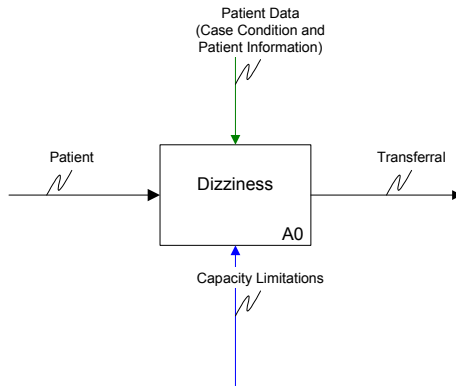 Patient Data
(Case Condition and
Patient Information)
Patient
Transferral
Dizziness
A0
Capacity Limitations